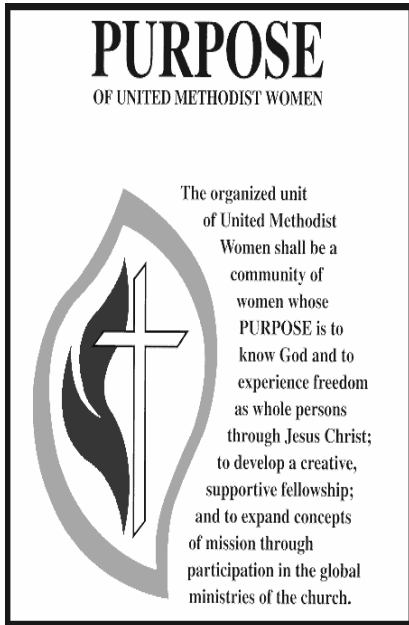 PURPOSE
OF UNITED METHODIST WOMEN
The organized unit
of United Methodist
Women shall be a
community of
women whose
PURPOSE is to
know God and to
experience freedom
as whole persons
through Jesus Christ;
to develop a creative,
supportive fellowship;
and to expand concepts
of mission through
participation in the global
ministries of the church.